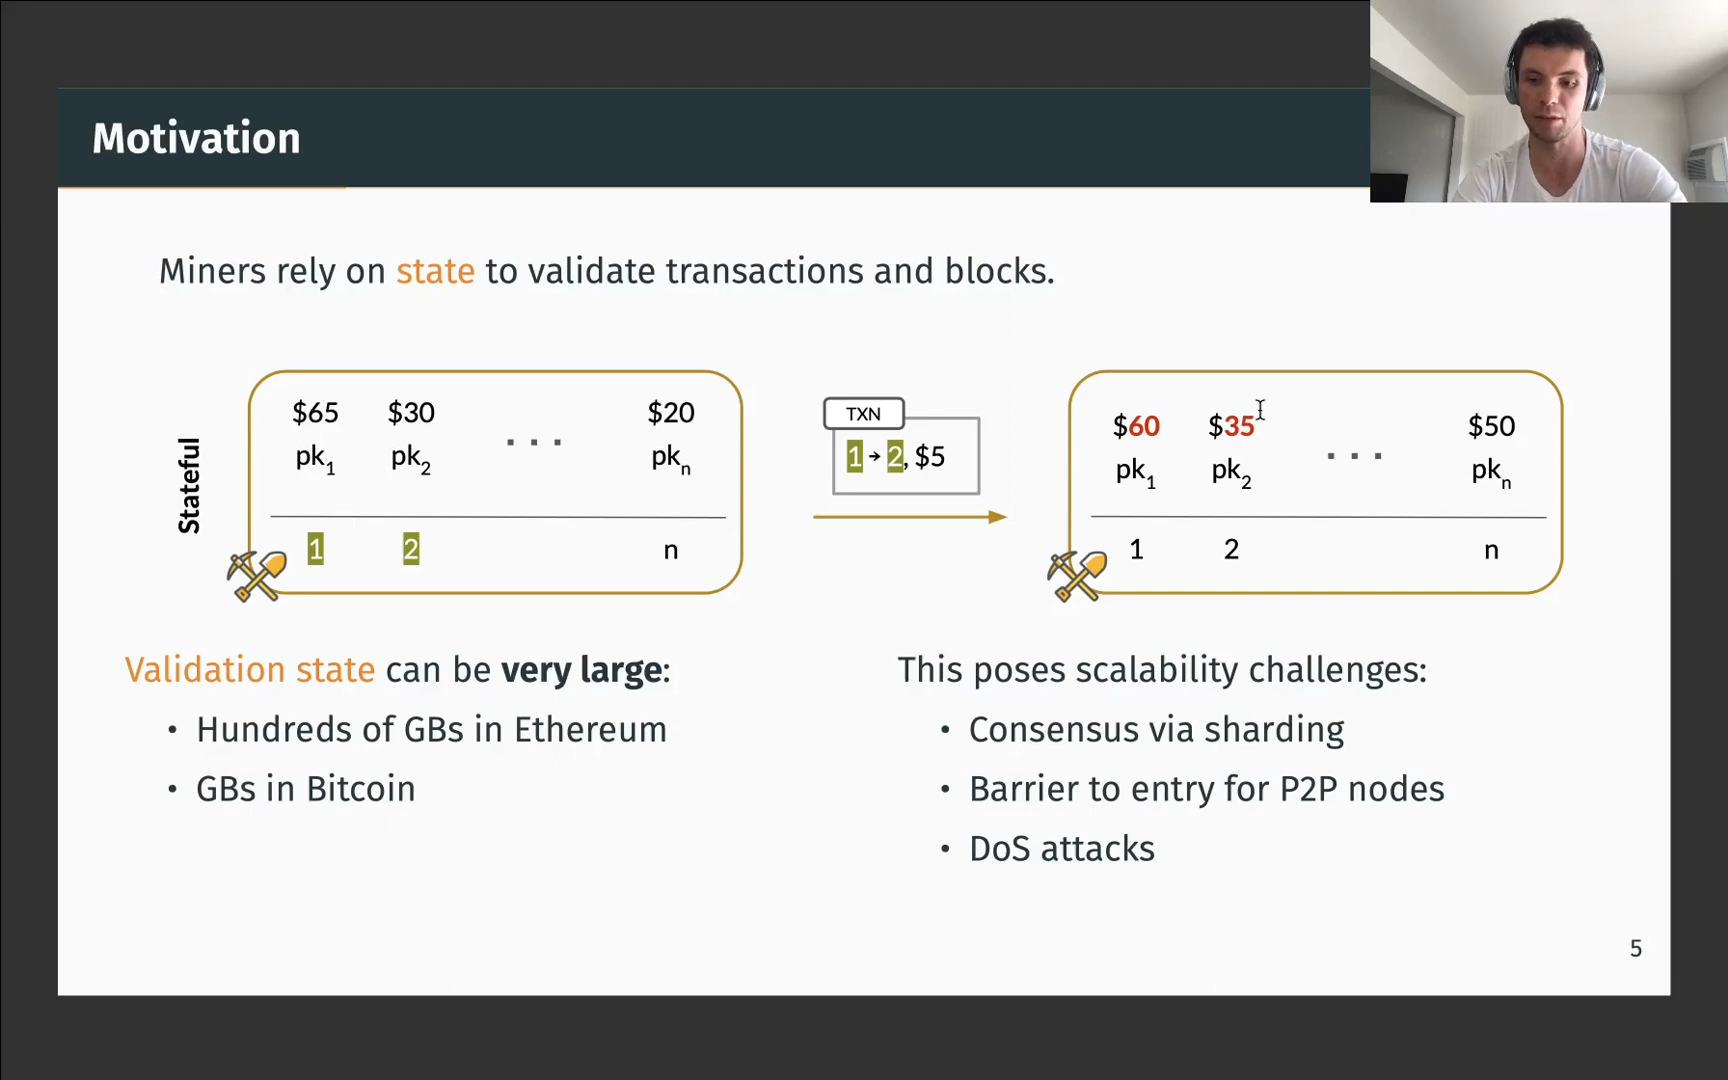 Motivation
Miners rely on state to validate transactions and blocks.
Stateful
$65 $30 ... $20
pk1 pk2 pkn
1 2 n
TXN
1 → 2, $5
$60 $35 ... $50
pk1 pk2 pkn
1 2 n
Validation state can be very large:
• Hundreds of GBs in Ethereum
• GBs in Bitcoin
This poses scalability challenges:
• Consensus via sharding
• Barrier to entry for P2P nodes
• DoS attacks
5